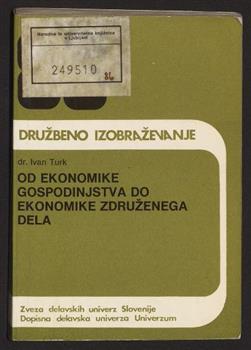 Narodna in univerzitetna knjižnica
v Ljubljani
249510
DRUŽBENO IZOBRAŽEVANJE
dr. Ivan Turk
OD EKONOMIKE
GOSPODINJSTVA DO
EKONOMIKE ZDRUŽENEGA
DELA
Zveza delavskih univerz Slovenije
Dopisna delavska univerza Univerzum